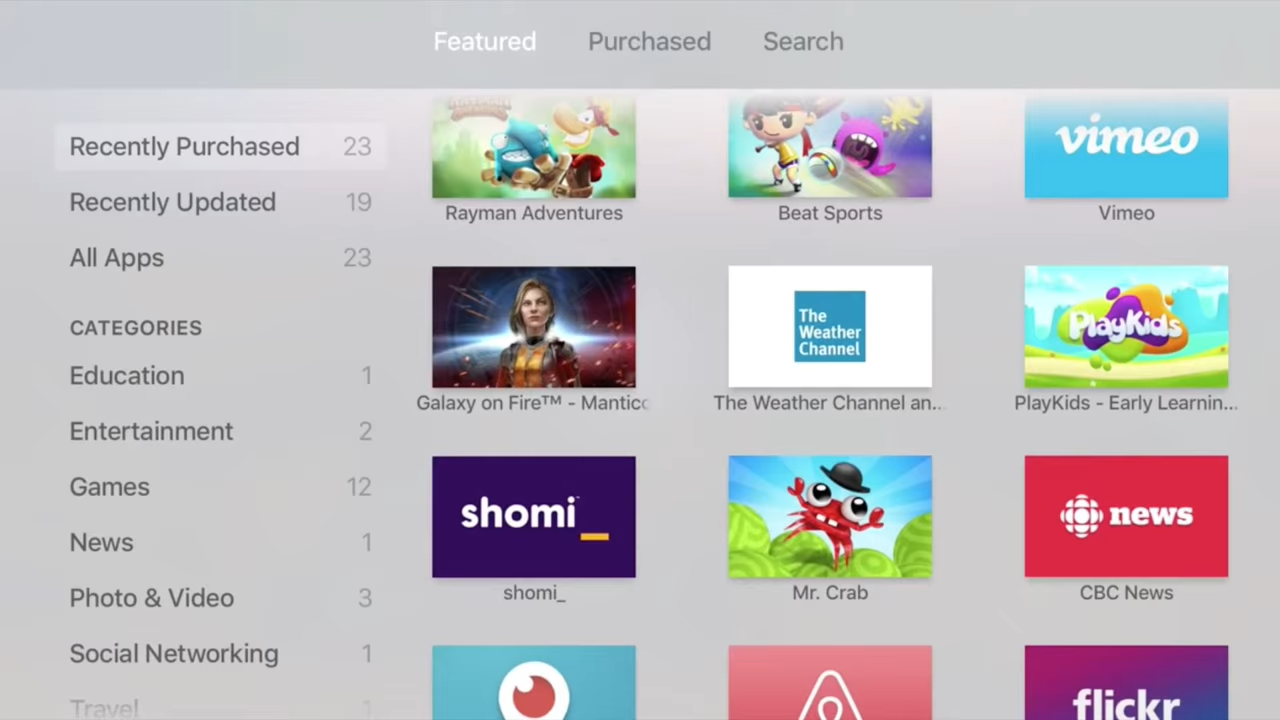 Featured
Purchased
Search
Recently Purchased 23
Recently Updated 19
All Apps 23
CATEGORIES
Education 1
Entertainment 2
Games 12
News 1
Photo & Video 3
Social Networking 1
Travel 1
Rayman Adventures
Beat Sports
vimeo
Vimeo
Galaxy on Fire™ - Mantico
The
Weather
Channel
The Weather Channel an...
PlayKids
PlayKids - Early Learnin...
shomi_
shomi_
Mr. Crab
news
CBC News
flickr